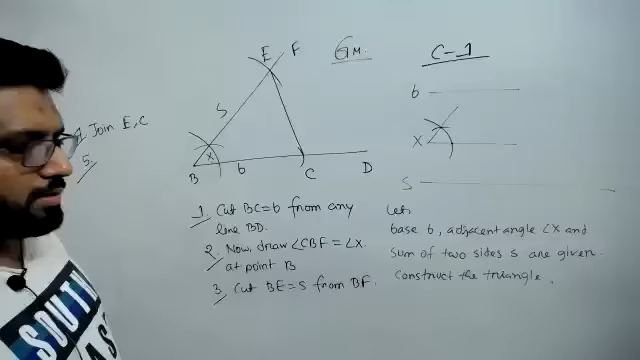 Gm.
C-1
E F
S
x
B b C D
b
x
S
4. Join E, C
5.
1. Cut BC=b from any
line BD.
2. Now, draw ∠CBF = ∠x.
at point B
3. Cut BE=S from BF.
Let,
base b, adjacent angle ∠x and
sum of two sides s are given.
Construct the triangle.
SOUTH